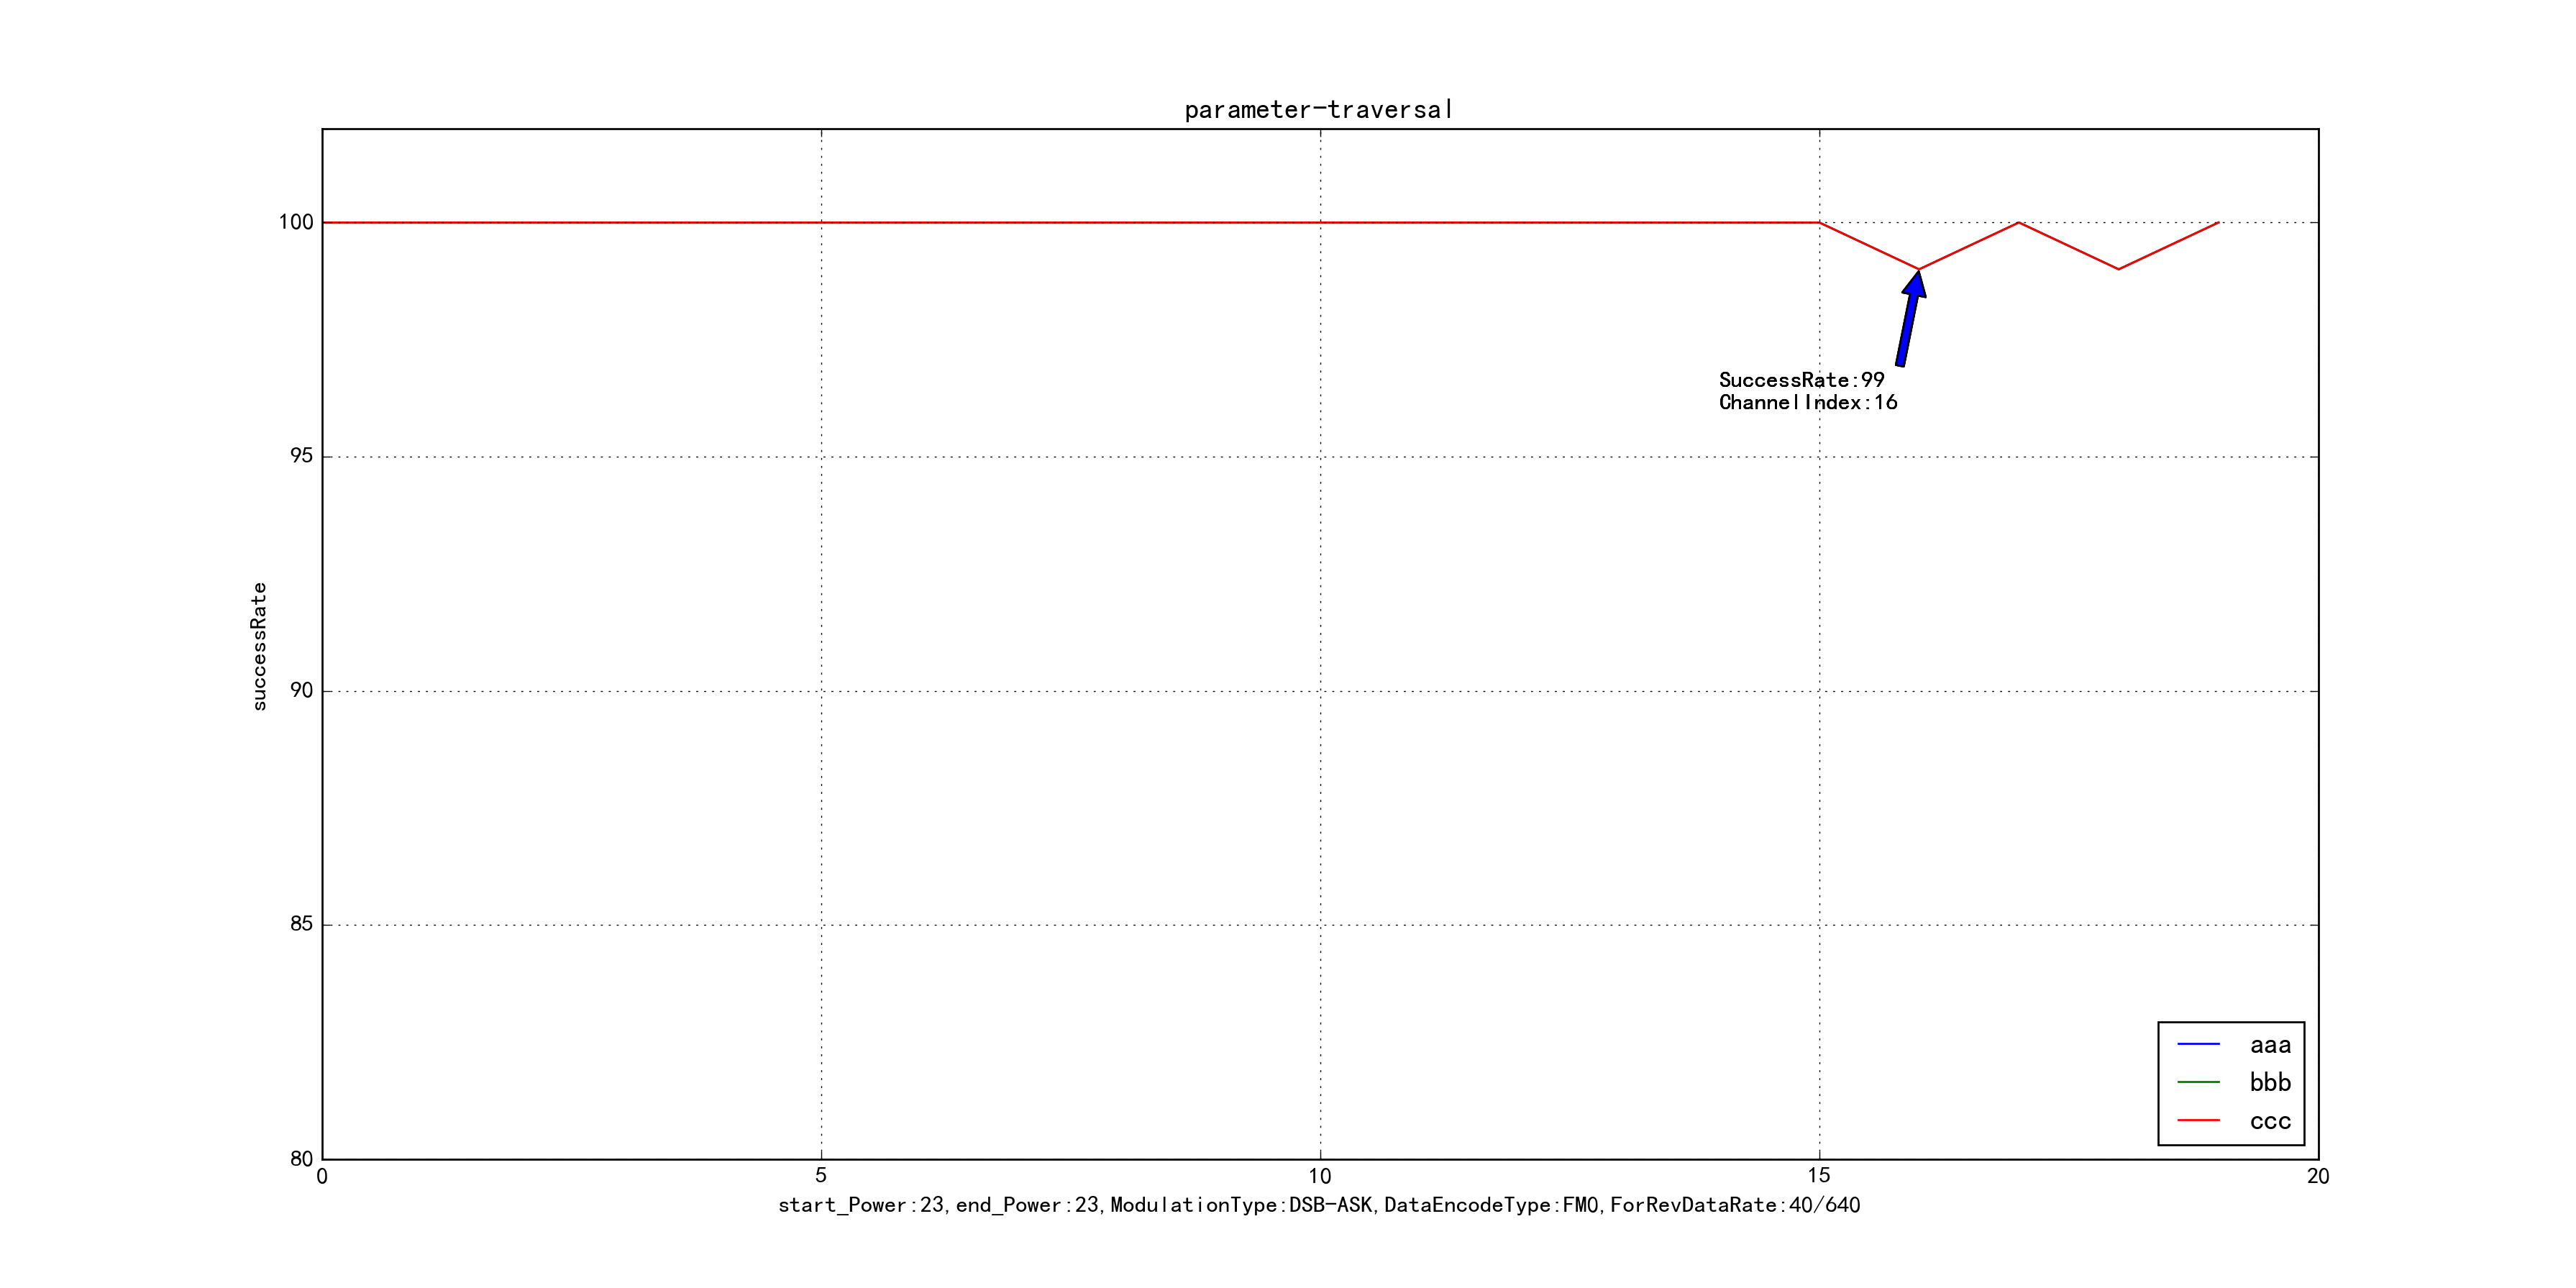 parameter-traversal
100
95
90
85
80
successRate
SuccessRate:99
ChannelIndex:16
aaa
bbb
ccc
0 5 10 15 20
start_Power:23,end_Power:23,ModulationType:DSB-ASK,DataEncodeType:FM0,ForRevDataRate:40/640